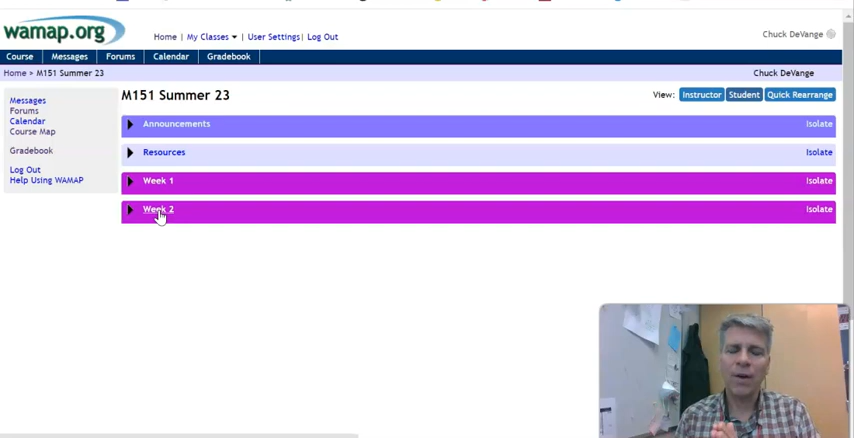 wamap.org
Home | My Classes | User Settings | Log Out
Chuck DeVange
Course Messages Forums Calendar Gradebook
Home > M151 Summer 23
Chuck DeVange
Messages
Forums
Calendar
Course Map
Gradebook
Log Out
Help Using WAMAP
M151 Summer 23
View: Instructor Student Quick Rearrange
Announcements Isolate
Resources Isolate
Week 1 Isolate
Week 2 Isolate